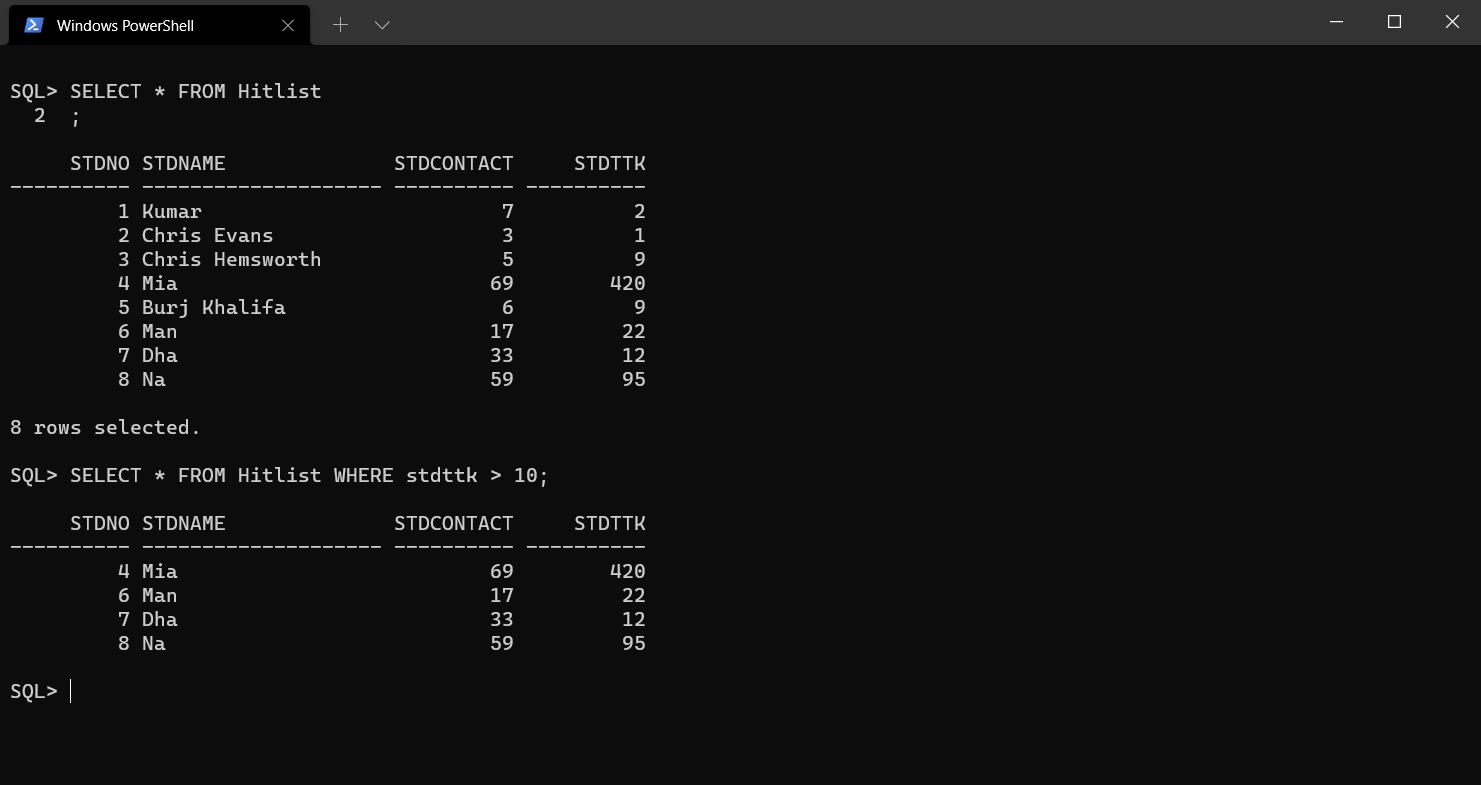 Windows PowerShell
SQL> SELECT * FROM Hitlist
  2  ;
     STDNO STDNAME              STDCONTACT     STDTTK
---------- -------------------- ---------- ----------
         1 Kumar                         7          2
         2 Chris Evans                   3          1
         3 Chris Hemsworth               5          9
         4 Mia                          69        420
         5 Burj Khalifa                  6          9
         6 Man                          17         22
         7 Dha                          33         12
         8 Na                           59         95
8 rows selected.
SQL> SELECT * FROM Hitlist WHERE stdttk > 10;
     STDNO STDNAME              STDCONTACT     STDTTK
---------- -------------------- ---------- ----------
         4 Mia                          69        420
         6 Man                          17         22
         7 Dha                          33         12
         8 Na                           59         95
SQL>